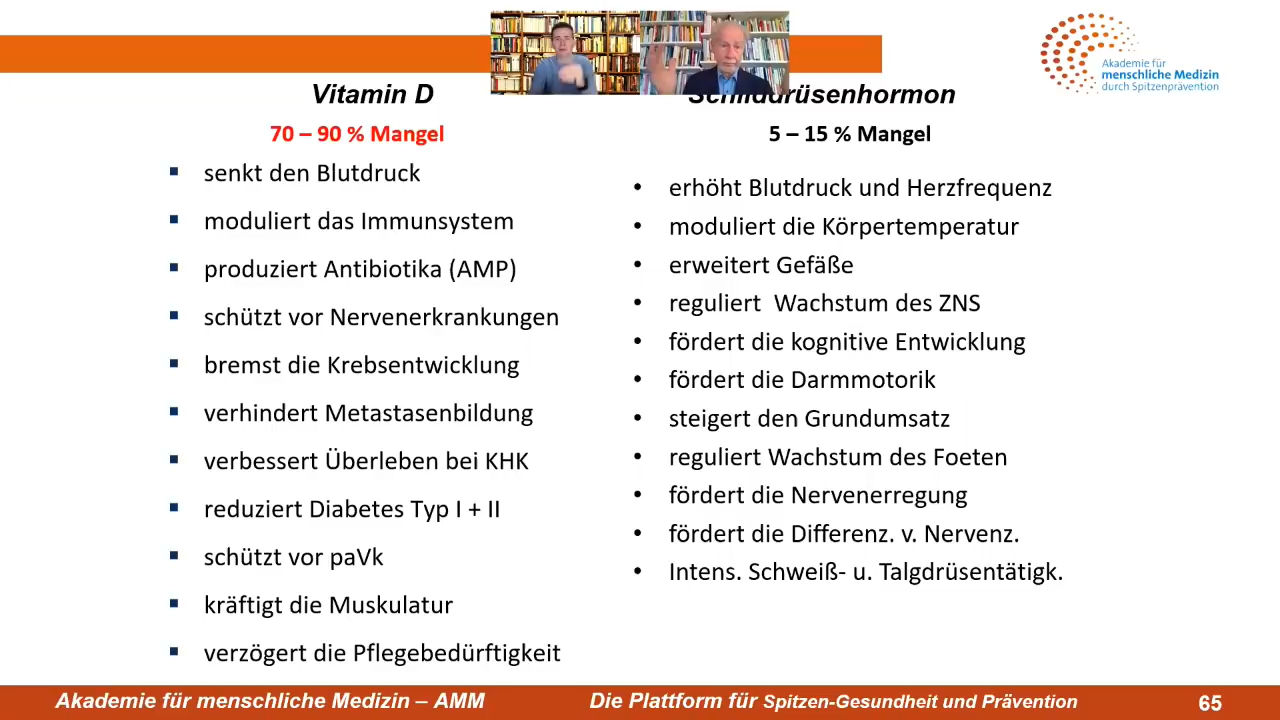 Akademie für
menschliche Medizin
durch Spitzenprävention
Vitamin D
70 – 90 % Mangel
senkt den Blutdruck
moduliert das Immunsystem
produziert Antibiotika (AMP)
schützt vor Nervenerkrankungen
bremst die Krebsentwicklung
verhindert Metastasenbildung
verbessert Überleben bei KHK
reduziert Diabetes Typ I + II
schützt vor paVk
kräftigt die Muskulatur
verzögert die Pflegebedürftigkeit
Schilddrüsenhormon
5 – 15 % Mangel
erhöht Blutdruck und Herzfrequenz
moduliert die Körpertemperatur
erweitert Gefäße
reguliert Wachstum des ZNS
fördert die kognitive Entwicklung
fördert die Darmmotorik
steigert den Grundumsatz
reguliert Wachstum des Foeten
fördert die Nervenerregung
fördert die Differenz. v. Nervenz.
Intens. Schweiß- u. Talgdrüsentätigk.
Akademie für menschliche Medizin – AMM
Die Plattform für Spitzen-Gesundheit und Prävention
65